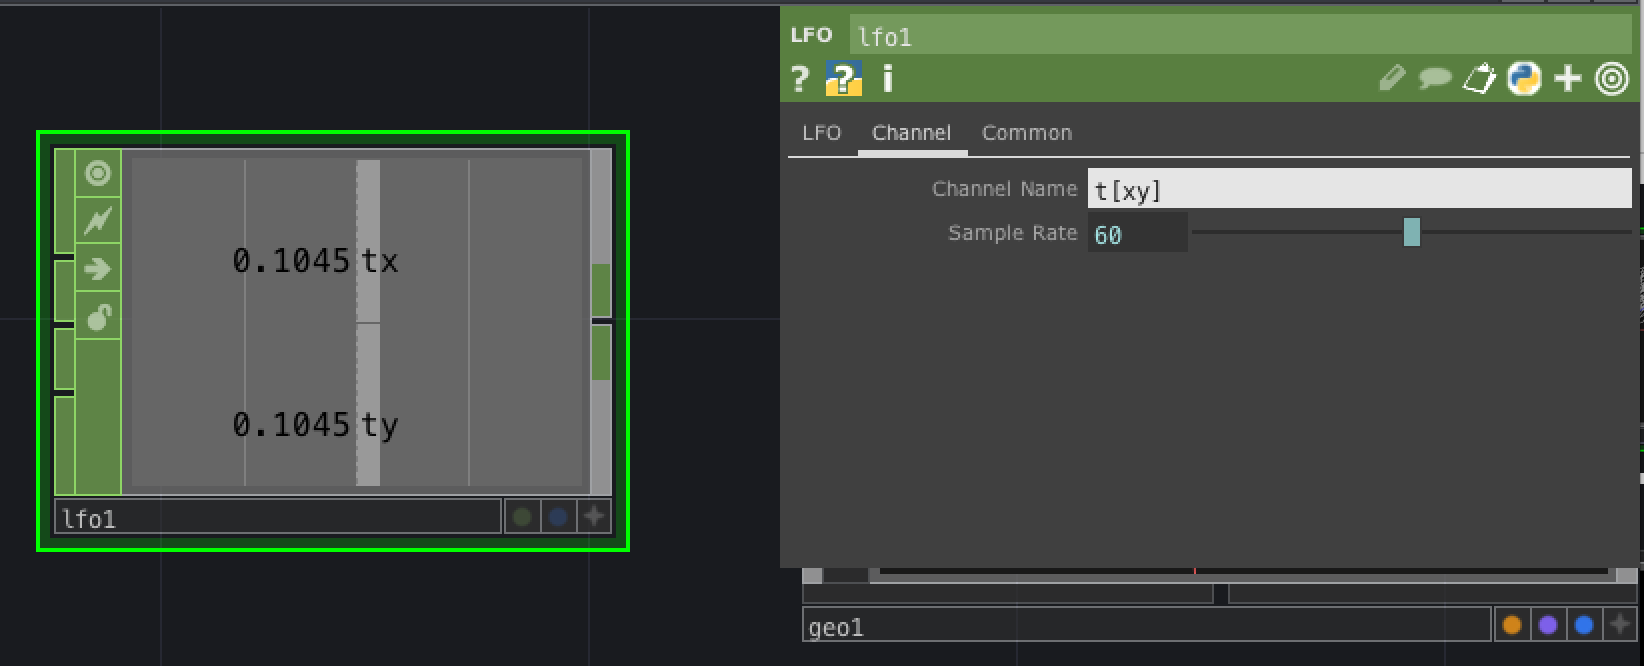 LFO lfo1
? ? i
LFO Channel Common
Channel Name t[xy]
Sample Rate 60
0.1045 tx
0.1045 ty
lfo1
geo1